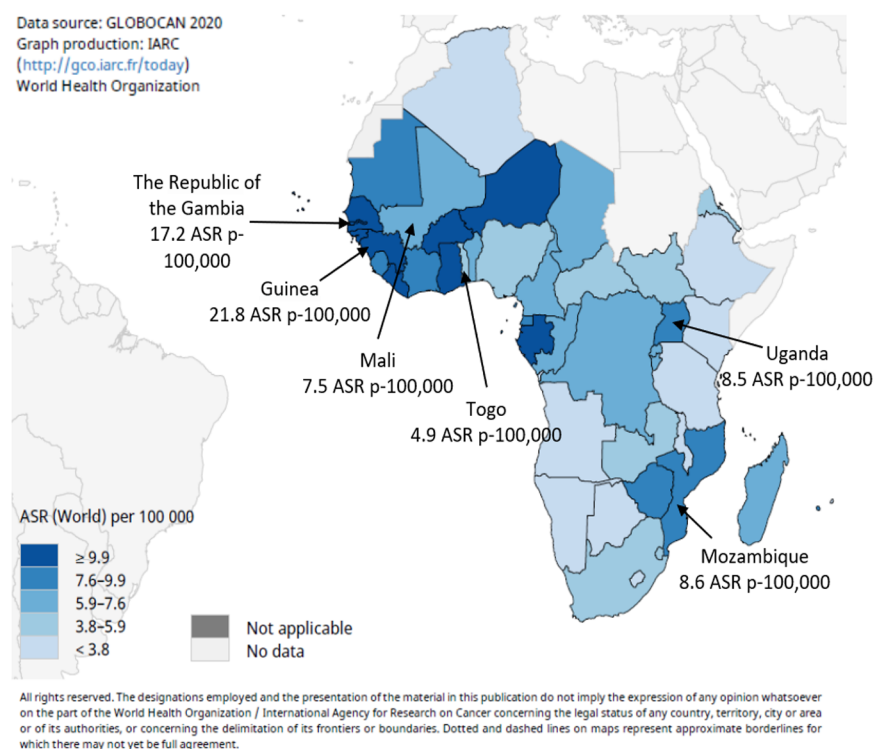 Data source: GLOBOCAN 2020
Graph production: IARC
(http://gco.iarc.fr/today)
World Health Organization
The Republic of
the Gambia
17.2 ASR p-
100,000
Guinea
21.8 ASR p-100,000
Mali
7.5 ASR p-100,000
Togo
4.9 ASR p-100,000
Uganda
8.5 ASR p-100,000
Mozambique
8.6 ASR p-100,000
ASR (World) per 100 000
≥ 9.9
7.6–9.9
5.9–7.6
3.8–5.9
< 3.8
Not applicable
No data
All rights reserved. The designations employed and the presentation of the material in this publication do not imply the expression of any opinion whatsoever
on the part of the World Health Organization / International Agency for Research on Cancer concerning the legal status of any country, territory, city or area
or of its authorities, or concerning the delimitation of its frontiers or boundaries. Dotted and dashed lines on maps represent approximate borderlines for
which there may not yet be full agreement.